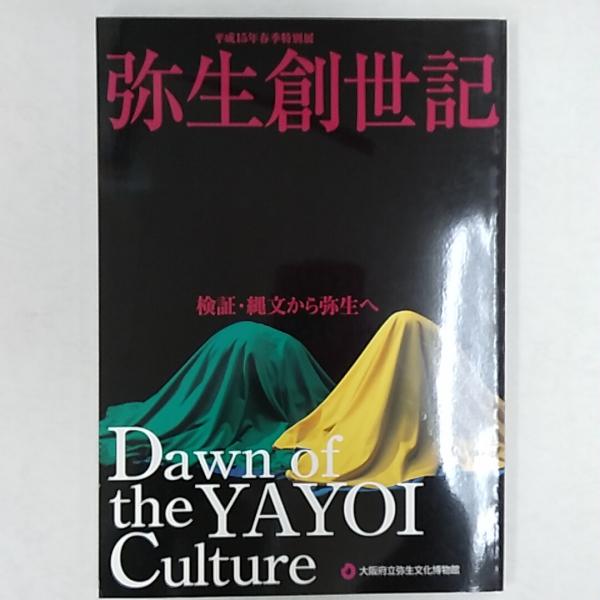 平成15年春季特別展
弥生創世記
検証・縄文から弥生へ
Dawn of
the YAYOI
Culture
大阪府立弥生文化博物館